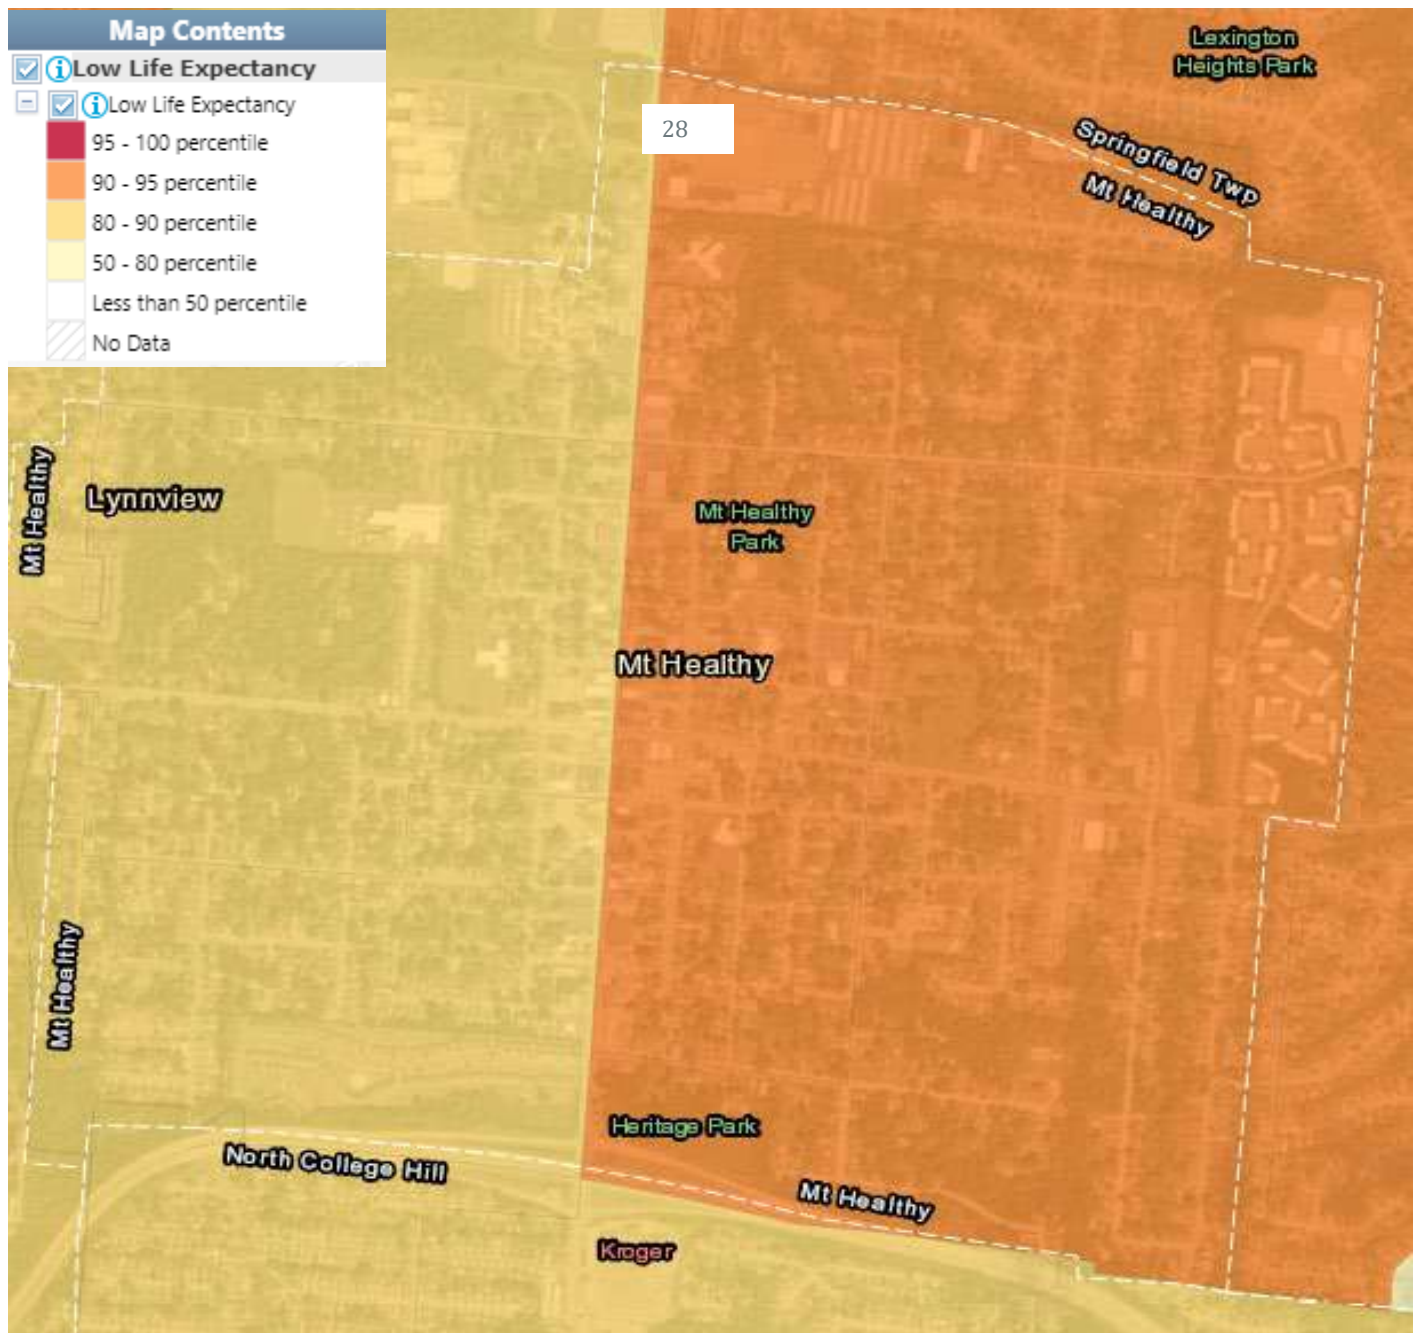 Map Contents
Low Life Expectancy
Low Life Expectancy
95 - 100 percentile
90 - 95 percentile
80 - 90 percentile
50 - 80 percentile
Less than 50 percentile
No Data
28
Lexington
Heights Park
Springfield Twp
Mt Healthy
Mt Healthy
Lynnview
Mt Healthy
Park
Mt Healthy
Mt Healthy
Heritage Park
North College Hill
Mt Healthy
Kroger